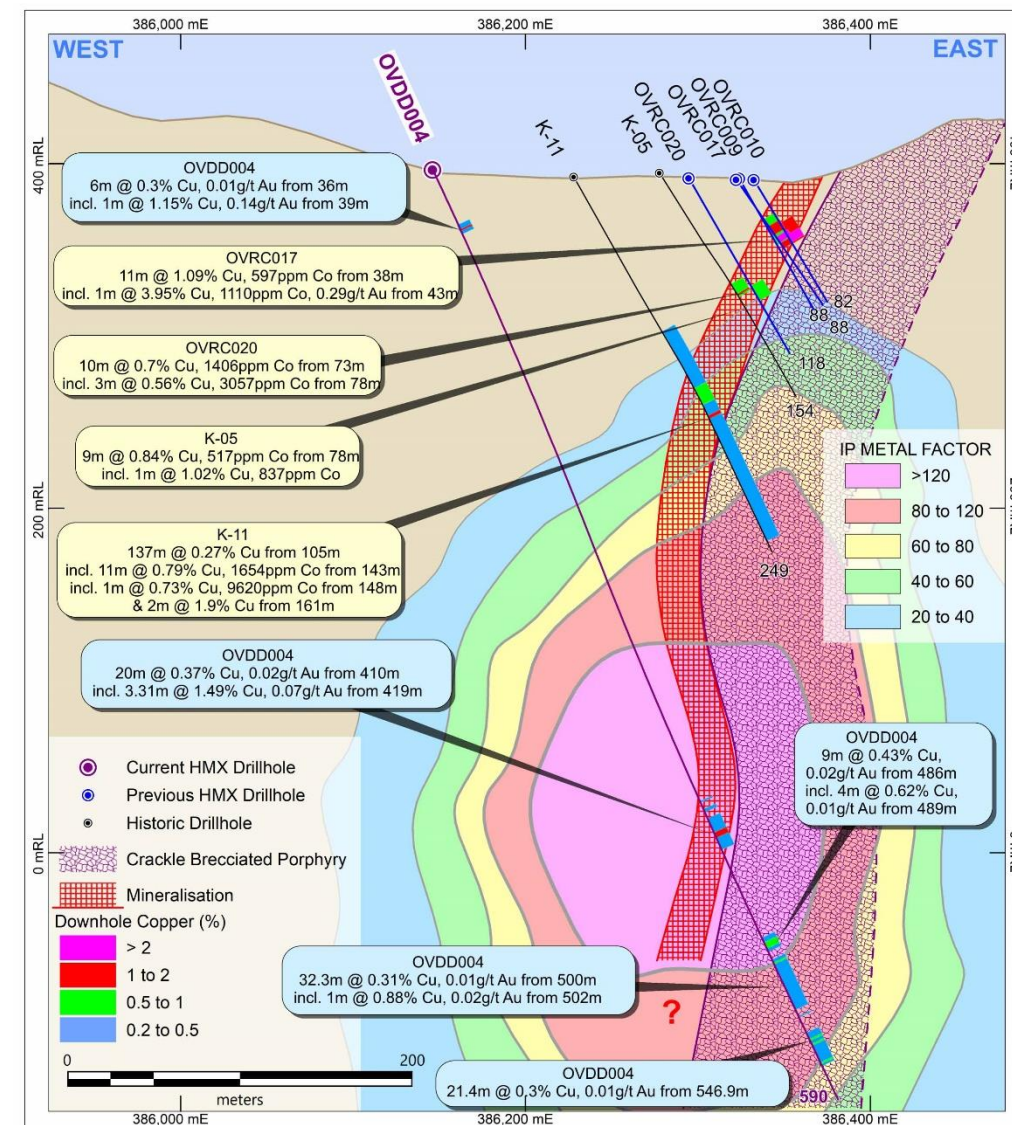 386,000 mE
386,200 mE
386,400 mE
WEST
EAST
OVDD004
K-11
K-05
OVRC020
OVRC017
OVRC009
OVRC010
400 mRL
200 mRL
0 mRL
OVDD004
6m @ 0.3% Cu, 0.01g/t Au from 36m
incl. 1m @ 1.15% Cu, 0.14g/t Au from 39m
OVRC017
11m @ 1.09% Cu, 597ppm Co from 38m
incl. 1m @ 3.95% Cu, 1110ppm Co, 0.29g/t Au from 43m
OVRC020
10m @ 0.7% Cu, 1406ppm Co from 73m
incl. 3m @ 0.56% Cu, 3057ppm Co from 78m
K-05
9m @ 0.84% Cu, 517ppm Co from 78m
incl. 1m @ 1.02% Cu, 837ppm Co
K-11
137m @ 0.27% Cu from 105m
incl. 11m @ 0.79% Cu, 1654ppm Co from 143m
incl. 1m @ 0.73% Cu, 9620ppm Co from 148m
& 2m @ 1.9% Cu from 161m
82
88
88
118
154
249
IP METAL FACTOR
>120
80 to 120
60 to 80
40 to 60
20 to 40
OVDD004
20m @ 0.37% Cu, 0.02g/t Au from 410m
incl. 3.31m @ 1.49% Cu, 0.07g/t Au from 419m
OVDD004
9m @ 0.43% Cu,
0.02g/t Au from 486m
incl. 4m @ 0.62% Cu,
0.01g/t Au from 489m
Current HMX Drillhole
Previous HMX Drillhole
Historic Drillhole
Crackle Brecciated Porphyry
Mineralisation
Downhole Copper (%)
> 2
1 to 2
0.5 to 1
0.2 to 0.5
0
200
meters
OVDD004
32.3m @ 0.31% Cu, 0.01g/t Au from 500m
incl. 1m @ 0.88% Cu, 0.02g/t Au from 502m
?
OVDD004
21.4m @ 0.3% Cu, 0.01g/t Au from 546.9m
590
386,000 mE
386,200 mE
386,400 mE